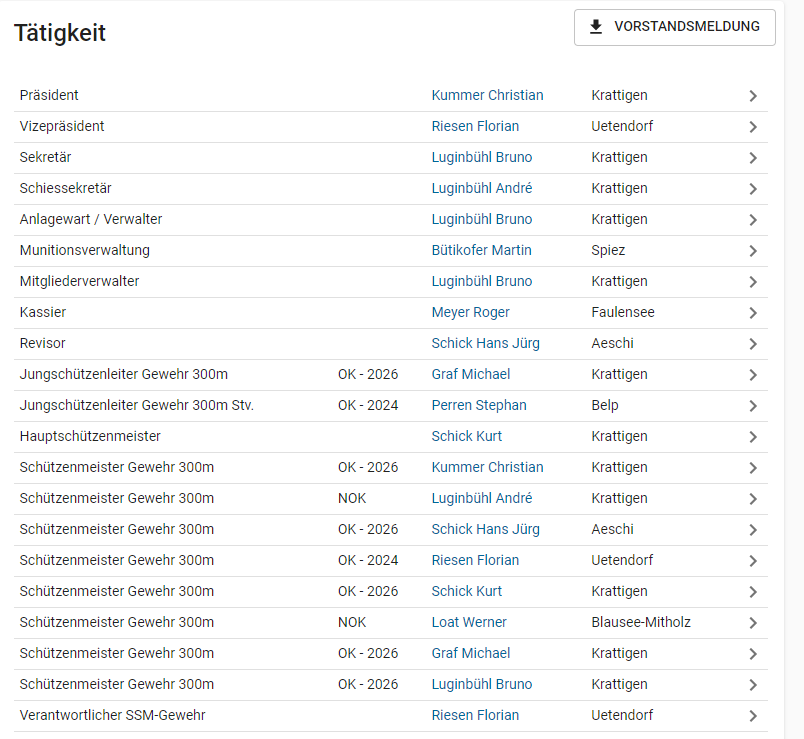 Tätigkeit
VORSTANDSMELDUNG
Präsident Kummer Christian Krattigen
Vizepräsident Riesen Florian Uetendorf
Sekretär Luginbühl Bruno Krattigen
Schiessekretär Luginbühl André Krattigen
Anlagewart / Verwalter Luginbühl Bruno Krattigen
Munitionsverwaltung Bütikofer Martin Spiez
Mitgliederverwalter Luginbühl Bruno Krattigen
Kassier Meyer Roger Faulensee
Revisor Schick Hans Jürg Aeschi
Jungschützenleiter Gewehr 300m OK - 2026 Graf Michael Krattigen
Jungschützenleiter Gewehr 300m Stv. OK - 2024 Perren Stephan Belp
Hauptschützenmeister Schick Kurt Krattigen
Schützenmeister Gewehr 300m OK - 2026 Kummer Christian Krattigen
Schützenmeister Gewehr 300m NOK Luginbühl André Krattigen
Schützenmeister Gewehr 300m OK - 2026 Schick Hans Jürg Aeschi
Schützenmeister Gewehr 300m OK - 2024 Riesen Florian Uetendorf
Schützenmeister Gewehr 300m OK - 2026 Schick Kurt Krattigen
Schützenmeister Gewehr 300m NOK Loat Werner Blausee-Mitholz
Schützenmeister Gewehr 300m OK - 2026 Graf Michael Krattigen
Schützenmeister Gewehr 300m OK - 2026 Luginbühl Bruno Krattigen
Verantwortlicher SSM-Gewehr Riesen Florian Uetendorf